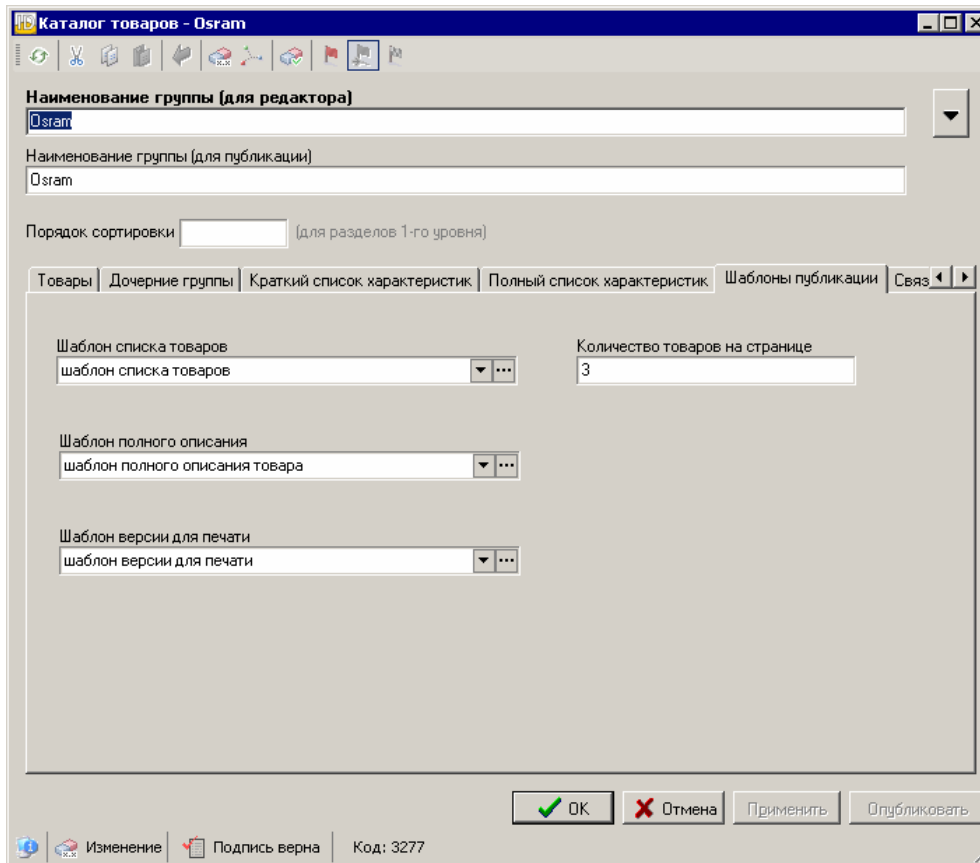 Каталог товаров - Osram
Наименование группы (для редактора)
Osram
Наименование группы (для публикации)
Osram
Порядок сортировки (для разделов 1-го уровня)
Товары Дочерние группы Краткий список характеристик Полный список характеристик Шаблоны публикации Связ
Шаблон списка товаров Количество товаров на странице
шаблон списка товаров 3
Шаблон полного описания
шаблон полного описания товара
Шаблон версии для печати
шаблон версии для печати
OK Отмена Применить Опубликовать
Изменение Подпись верна Код: 3277